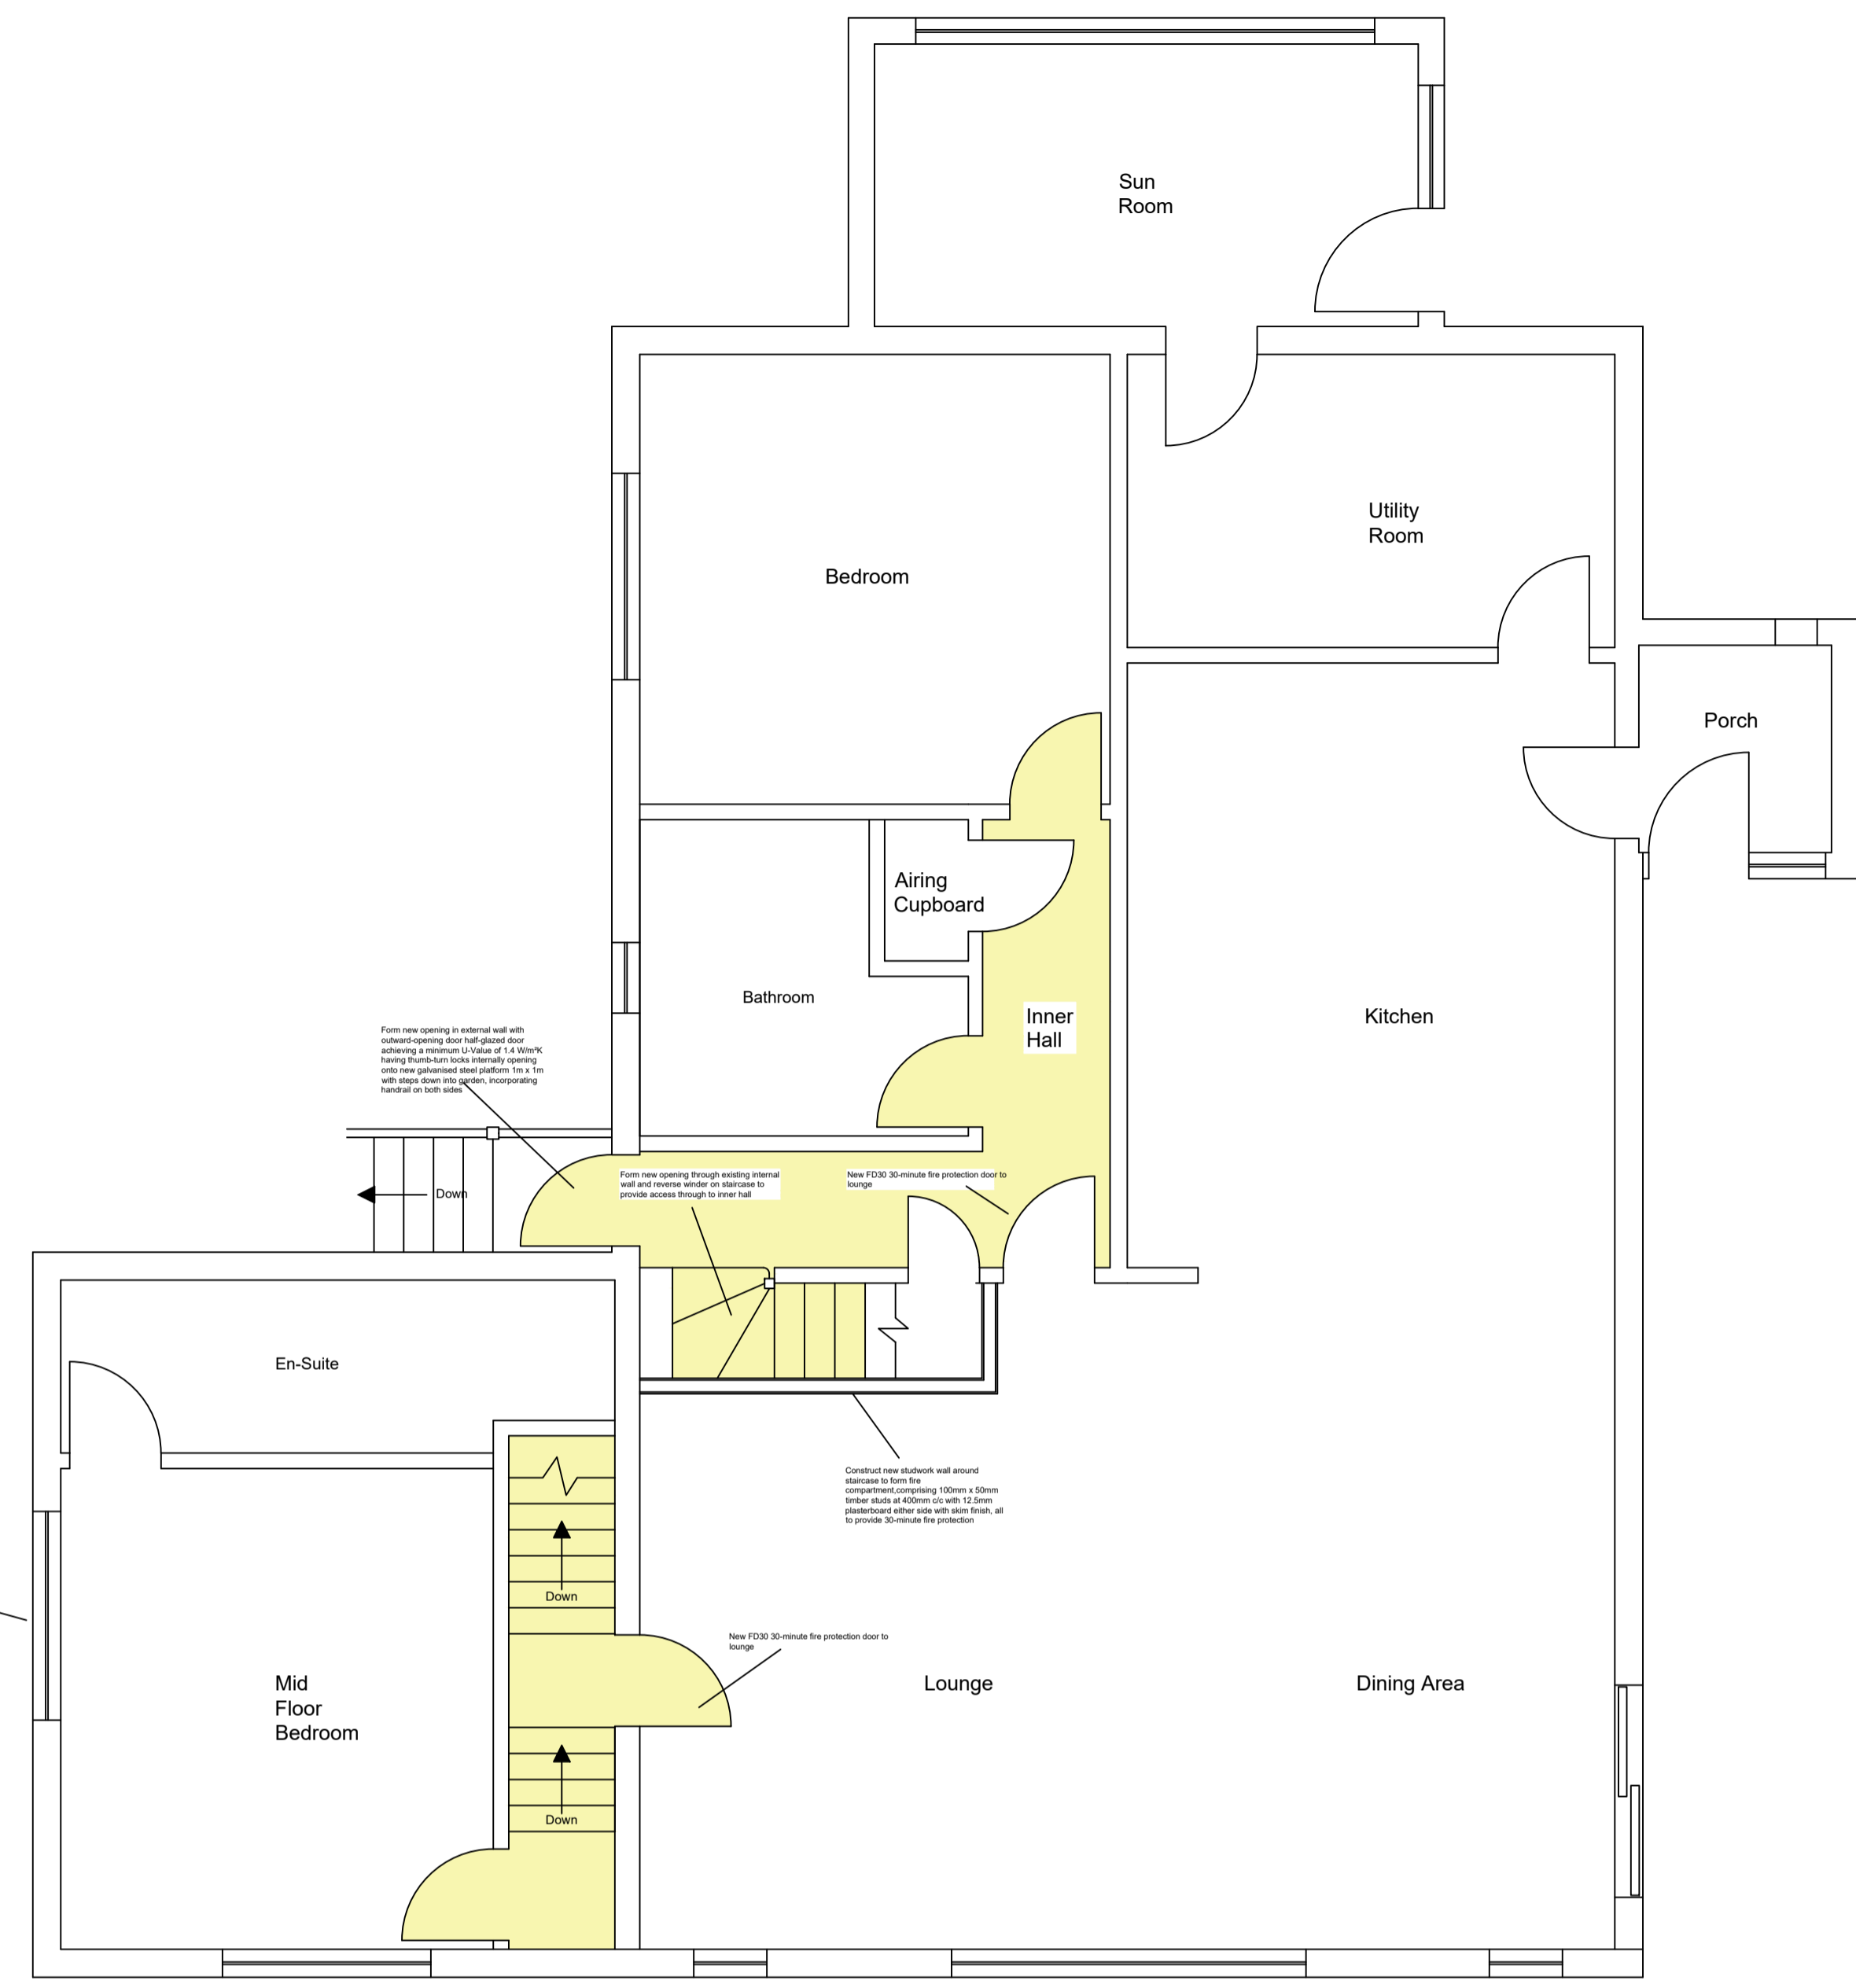 Sun
Room
Utility
Room
Bedroom
Porch
Airing
Cupboard
Bathroom
Inner
Hall
Kitchen
Form new opening in external wall with
outward-opening door half-glazed door
achieving a minimum U-Value of 1.4 W/m²K
having thumb-turn locks internally opening
onto new galvanised steel platform 1m x 1m
with steps down into garden, incorporating
handrail on both sides
Form new opening through existing internal
wall and reverse winder on staircase to
provide access through to inner hall
New FD30 30-minute fire protection door to
lounge
Down
En-Suite
Construct new studwork wall around
staircase to form fire
compartment,comprising 100mm x 50mm
timber studs at 400mm c/c with 12.5mm
plasterboard either side with skim finish, all
to provide 30-minute fire protection
Down
New FD30 30-minute fire protection door to
lounge
Mid
Floor
Bedroom
Lounge
Dining Area
Down